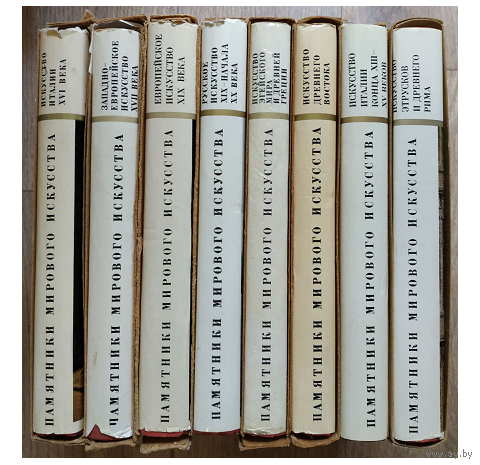 ИСКУССТВО
ИТАЛИИ
XVI ВЕКА
ПАМЯТНИКИ МИРОВОГО ИСКУССТВА
ЗАПАДНО-
ЕВРОПЕЙСКОЕ
ИСКУССТВО
XVII ВЕКА
ПАМЯТНИКИ МИРОВОГО ИСКУССТВА
ЕВРОПЕЙСКОЕ
ИСКУССТВО
XIX ВЕКА
ПАМЯТНИКИ МИРОВОГО ИСКУССТВА
РУССКОЕ
ИСКУССТВО
XIX - НАЧАЛА
XX ВЕКА
ПАМЯТНИКИ МИРОВОГО ИСКУССТВА
ИСКУССТВО
ЭГЕЙСКОГО
МИРА
И ДРЕВНЕЙ
ГРЕЦИИ
ПАМЯТНИКИ МИРОВОГО ИСКУССТВА
ИСКУССТВО
ДРЕВНЕГО
ВОСТОКА
ПАМЯТНИКИ МИРОВОГО ИСКУССТВА
ИСКУССТВО
ИТАЛИИ
КОНЦА XIII-
XV ВЕКОВ
ПАМЯТНИКИ МИРОВОГО ИСКУССТВА
ИСКУССТВО
ЭТРУСКОВ
И ДРЕВНЕГО
РИМА
ПАМЯТНИКИ МИРОВОГО ИСКУССТВА
www.ay.by